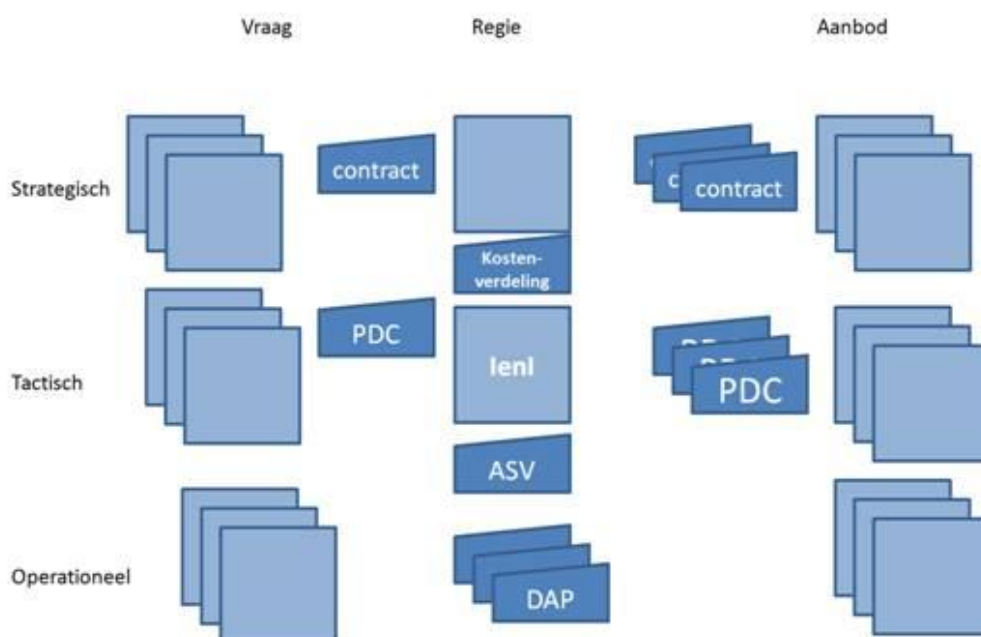 Vraag Regie Aanbod
Strategisch
contract
contract
Kosten-
verdeling
PDC
IenI
Tactisch
PDC
ASV
Operationeel
DAP